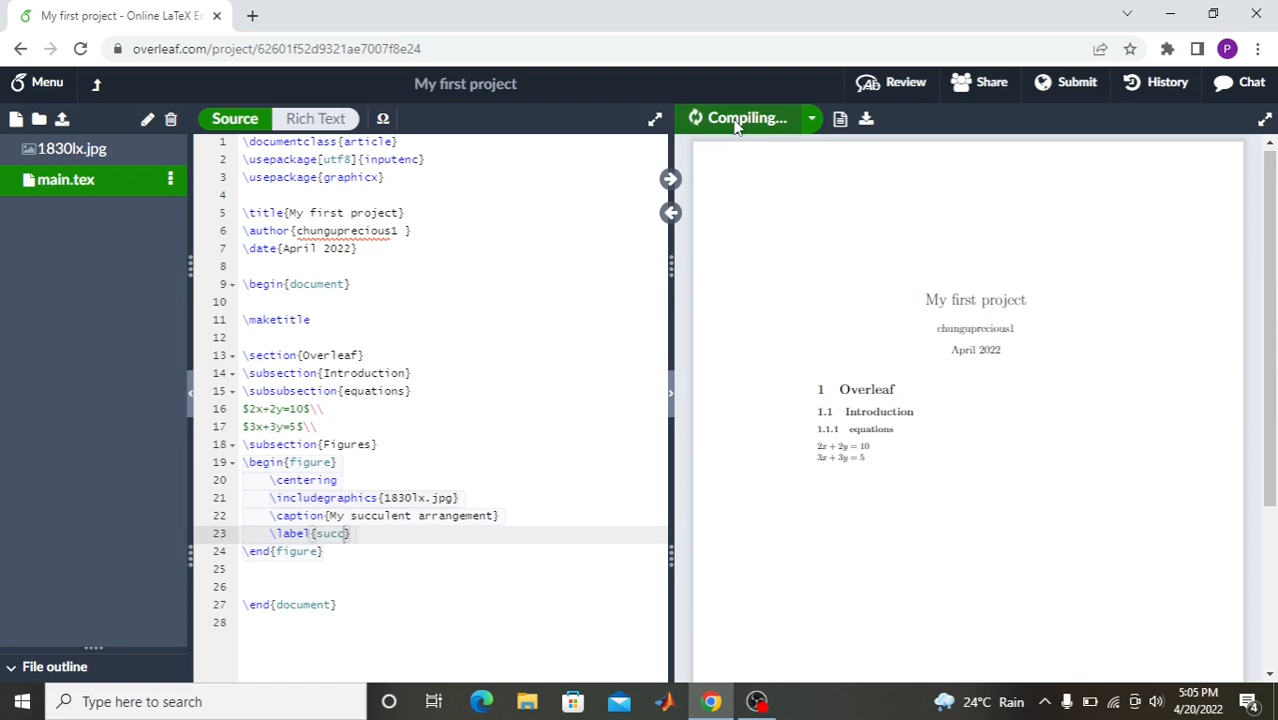 My first project - Online LaTeX Ed
overleaf.com/project/62601f52d9321ae7007f8e24
P
Menu
My first project
Review
Share
Submit
History
Chat
Source
Rich Text
Ω
Compiling...
1830lx.jpg
main.tex
1 \documentclass{article}
2 \usepackage[utf8]{inputenc}
3 \usepackage{graphicx}
4
5 \title{My first project}
6 \author{chunguprecious1 }
7 \date{April 2022}
8
9 \begin{document}
10
11 \maketitle
12
13 \section{Overleaf}
14 \subsection{Introduction}
15 \subsubsection{equations}
16 $2x+2y=10$\\
17 $3x+3y=5$\\
18 \subsection{Figures}
19 \begin{figure}
20 \centering
21 \includegraphics{1830lx.jpg}
22 \caption{My succulent arrangement}
23 \label{succ}
24 \end{figure}
25
26
27 \end{document}
28
My first project
chunguprecious1
April 2022
1 Overleaf
1.1 Introduction
1.1.1 equations
2x + 2y = 10
3x + 3y = 5
File outline
Type here to search
24°C Rain
5:05 PM
4/20/2022
4